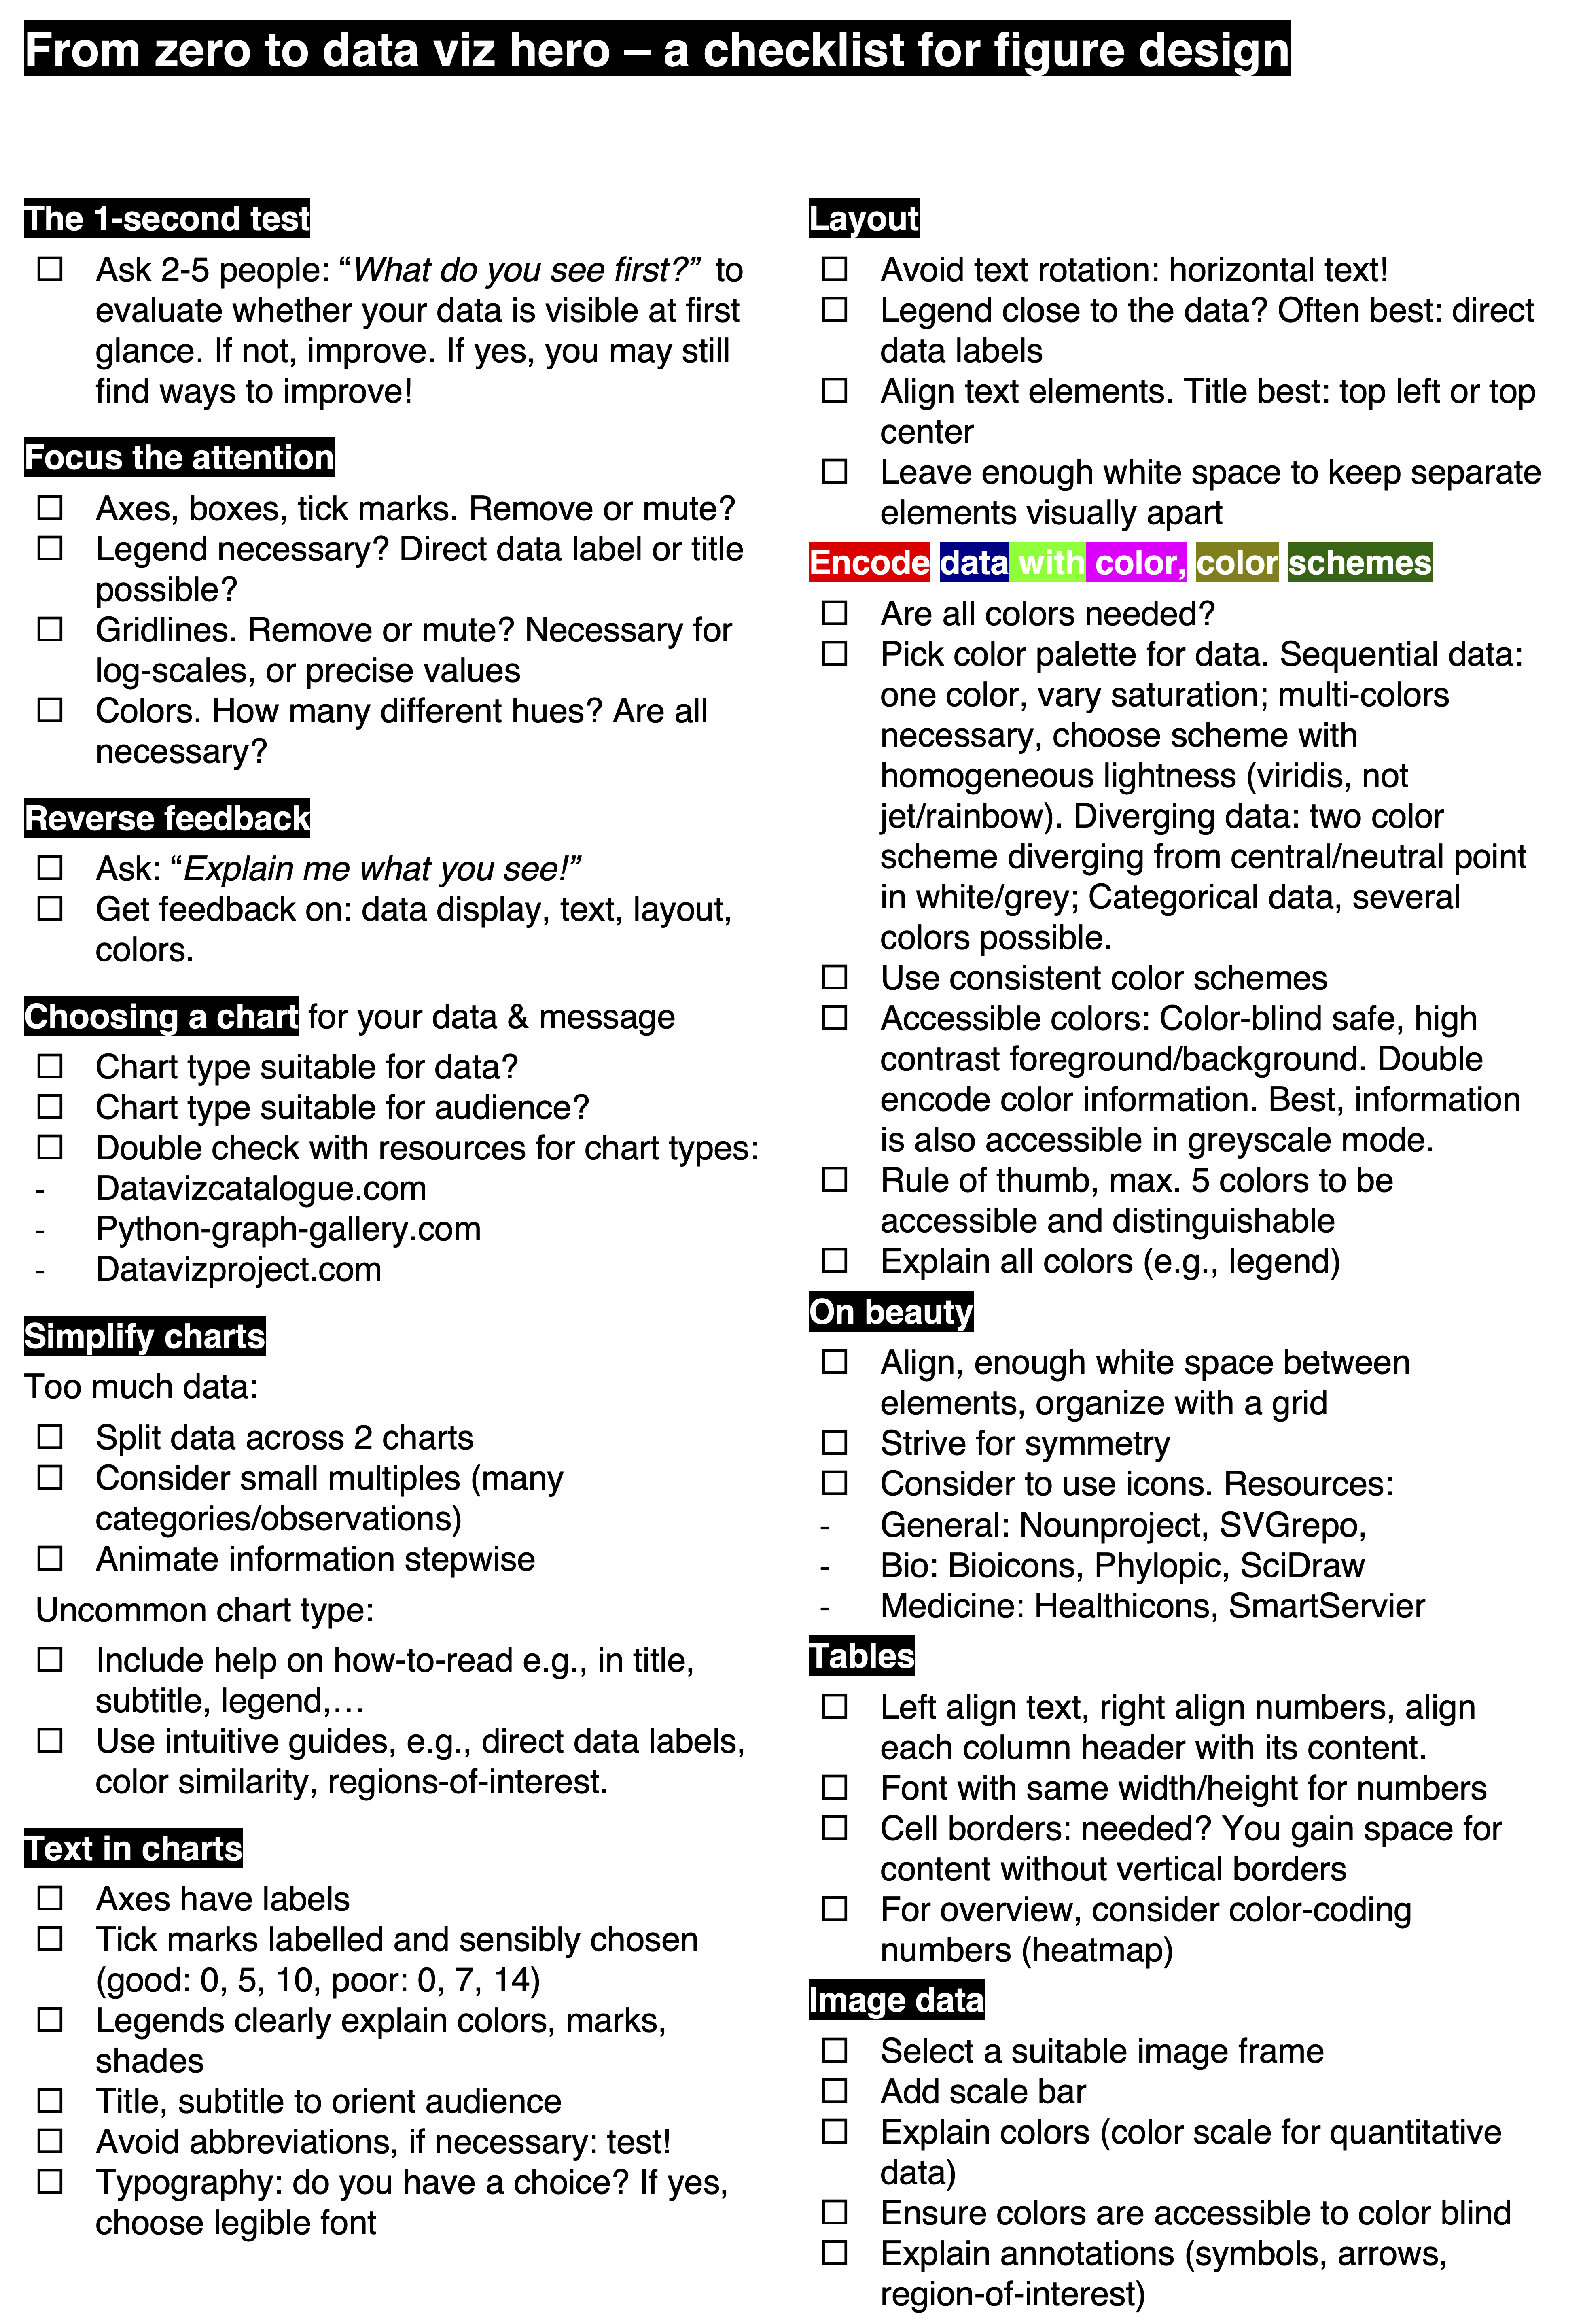 From zero to data viz hero – a checklist for figure design
The 1-second test
☐ Ask 2-5 people: “What do you see first?” to
evaluate whether your data is visible at first
glance. If not, improve. If yes, you may still
find ways to improve!
Focus the attention
☐ Axes, boxes, tick marks. Remove or mute?
☐ Legend necessary? Direct data label or title
possible?
☐ Gridlines. Remove or mute? Necessary for
log-scales, or precise values
☐ Colors. How many different hues? Are all
necessary?
Reverse feedback
☐ Ask: “Explain me what you see!”
☐ Get feedback on: data display, text, layout,
colors.
Choosing a chart for your data & message
☐ Chart type suitable for data?
☐ Chart type suitable for audience?
☐ Double check with resources for chart types:
- Datavizcatalogue.com
- Python-graph-gallery.com
- Datavizproject.com
Simplify charts
Too much data:
☐ Split data across 2 charts
☐ Consider small multiples (many
categories/observations)
☐ Animate information stepwise
Uncommon chart type:
☐ Include help on how-to-read e.g., in title,
subtitle, legend,…
☐ Use intuitive guides, e.g., direct data labels,
color similarity, regions-of-interest.
Text in charts
☐ Axes have labels
☐ Tick marks labelled and sensibly chosen
(good: 0, 5, 10, poor: 0, 7, 14)
☐ Legends clearly explain colors, marks,
shades
☐ Title, subtitle to orient audience
☐ Avoid abbreviations, if necessary: test!
☐ Typography: do you have a choice? If yes,
choose legible font
Layout
☐ Avoid text rotation: horizontal text!
☐ Legend close to the data? Often best: direct
data labels
☐ Align text elements. Title best: top left or top
center
☐ Leave enough white space to keep separate
elements visually apart
Encode data with color, color schemes
☐ Are all colors needed?
☐ Pick color palette for data. Sequential data:
one color, vary saturation; multi-colors
necessary, choose scheme with
homogeneous lightness (viridis, not
jet/rainbow). Diverging data: two color
scheme diverging from central/neutral point
in white/grey; Categorical data, several
colors possible.
☐ Use consistent color schemes
☐ Accessible colors: Color-blind safe, high
contrast foreground/background. Double
encode color information. Best, information
is also accessible in greyscale mode.
☐ Rule of thumb, max. 5 colors to be
accessible and distinguishable
☐ Explain all colors (e.g., legend)
On beauty
☐ Align, enough white space between
elements, organize with a grid
☐ Strive for symmetry
☐ Consider to use icons. Resources:
- General: Nounproject, SVGrepo,
- Bio: Bioicons, Phylopic, SciDraw
- Medicine: Healthicons, SmartServier
Tables
☐ Left align text, right align numbers, align
each column header with its content.
☐ Font with same width/height for numbers
☐ Cell borders: needed? You gain space for
content without vertical borders
☐ For overview, consider color-coding
numbers (heatmap)
Image data
☐ Select a suitable image frame
☐ Add scale bar
☐ Explain colors (color scale for quantitative
data)
☐ Ensure colors are accessible to color blind
☐ Explain annotations (symbols, arrows,
region-of-interest)